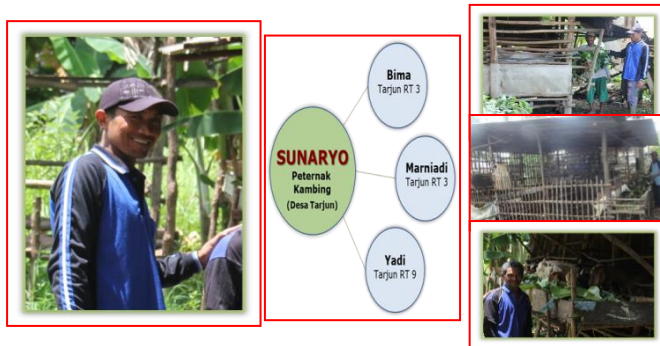 SUNARYO
Peternak
Kambing
(Desa Tarjun)
Bima
Tarjun RT 3
Marniadi
Tarjun RT 3
Yadi
Tarjun RT 9